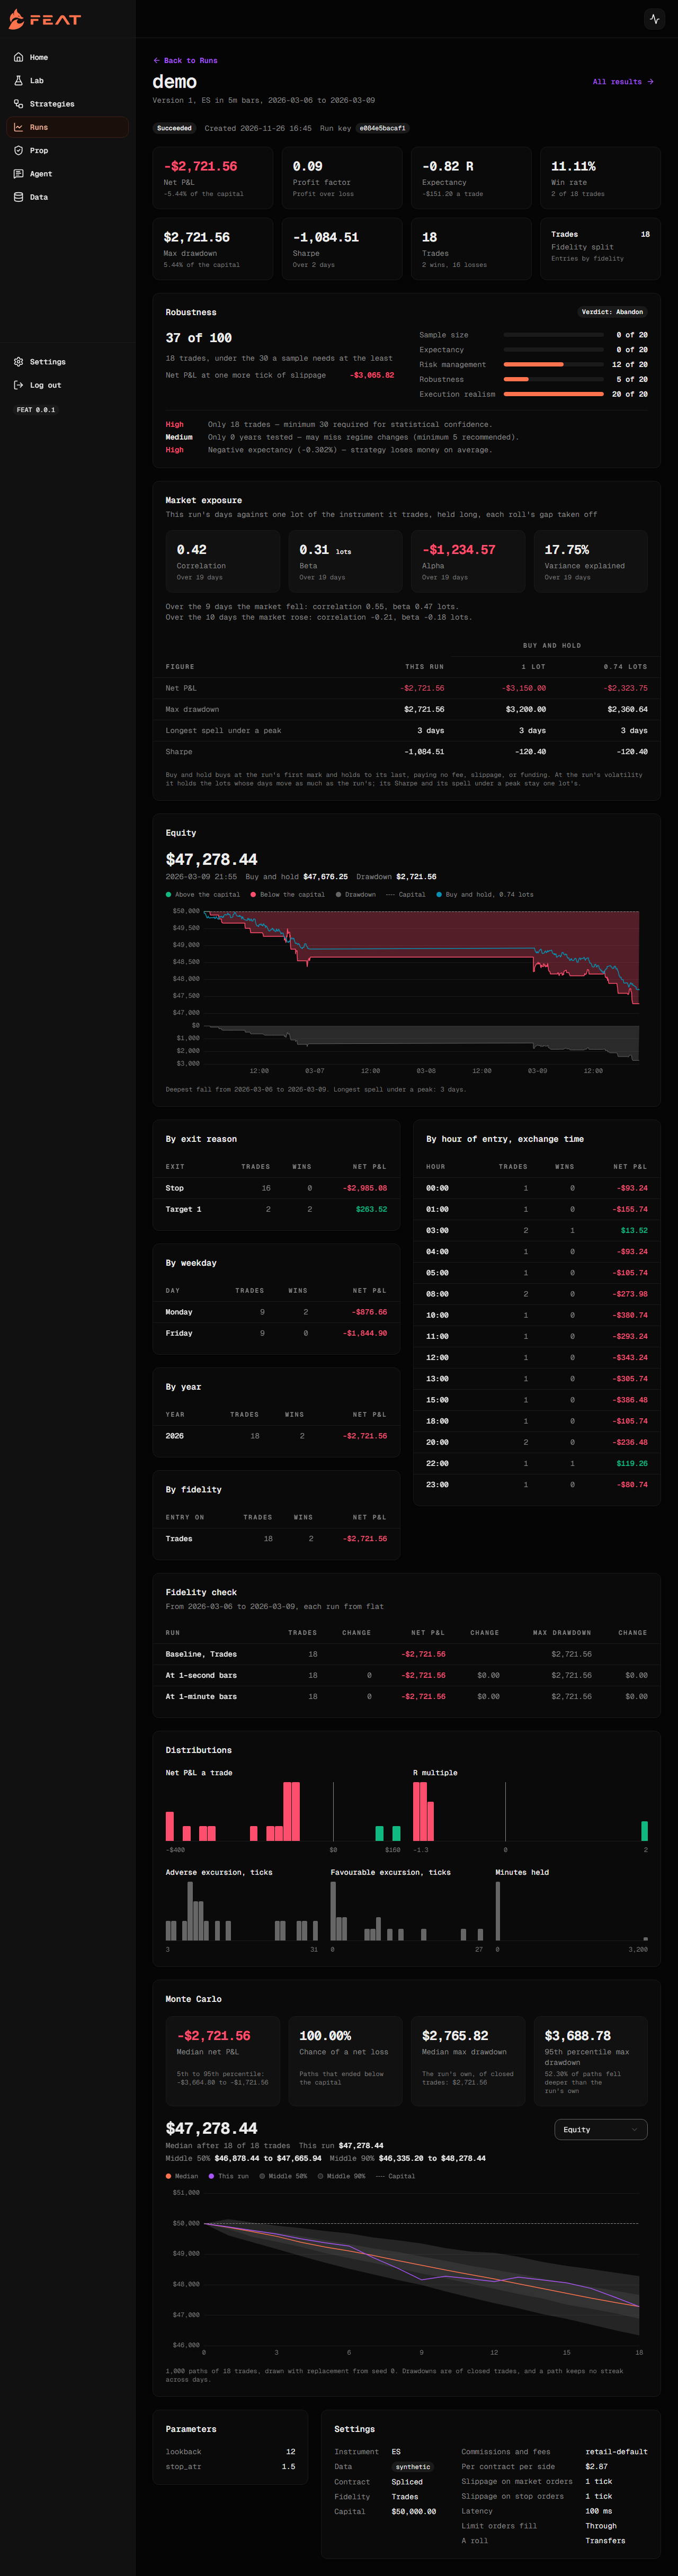 FEAT
Home
Lab
Strategies
Runs
Prop
Agent
Data
Settings
Log out
FEAT 0.0.1
← Back to Runs
demo
All results →
Version 1, ES in 5m bars, 2026-03-06 to 2026-03-09
Succeeded Created 2026-11-26 16:45 Run key e084e5bacaf1
-$2,721.56
Net P&L
-5.44% of the capital
0.09
Profit factor
Profit over loss
-0.82 R
Expectancy
-$151.20 a trade
11.11%
Win rate
2 of 18 trades
$2,721.56
Max drawdown
5.44% of the capital
-1,084.51
Sharpe
Over 2 days
18
Trades
2 wins, 16 losses
Trades 18
Fidelity split
Entries by fidelity
Robustness
Verdict: Abandon
37 of 100
18 trades, under the 30 a sample needs at the least
Net P&L at one more tick of slippage -$3,065.82
Sample size 0 of 20
Expectancy 0 of 20
Risk management 12 of 20
Robustness 5 of 20
Execution realism 20 of 20
High Only 18 trades — minimum 30 required for statistical confidence.
Medium Only 0 years tested — may miss regime changes (minimum 5 recommended).
High Negative expectancy (-0.302%) — strategy loses money on average.
Market exposure
This run's days against one lot of the instrument it trades, held long, each roll's gap taken off
0.42
Correlation
Over 19 days
0.31 lots
Beta
Over 19 days
-$1,234.57
Alpha
Over 19 days
17.75%
Variance explained
Over 19 days
Over the 9 days the market fell: correlation 0.55, beta 0.47 lots.
Over the 10 days the market rose: correlation -0.21, beta -0.18 lots.
BUY AND HOLD
FIGURE THIS RUN 1 LOT 0.74 LOTS
Net P&L -$2,721.56 -$3,150.00 -$2,323.75
Max drawdown $2,721.56 $3,200.00 $2,360.64
Longest spell under a peak 3 days 3 days 3 days
Sharpe -1,084.51 -120.40 -120.40
Buy and hold buys at the run's first mark and holds to its last, paying no fee, slippage, or funding. At the run's volatility
it holds the lots whose days move as much as the run's; its Sharpe and its spell under a peak stay one lot's.
Equity
$47,278.44
2026-03-09 21:55 Buy and hold $47,676.25 Drawdown $2,721.56
Above the capital Below the capital Drawdown Capital Buy and hold, 0.74 lots
$50,000
$49,500
$49,000
$48,500
$48,000
$47,500
$47,000
$0
$1,000
$2,000
$3,000
12:00 03-07 12:00 03-08 12:00 03-09 12:00
Deepest fall from 2026-03-06 to 2026-03-09. Longest spell under a peak: 3 days.
By exit reason
EXIT TRADES WINS NET P&L
Stop 16 0 -$2,985.08
Target 1 2 2 $263.52
By weekday
DAY TRADES WINS NET P&L
Monday 9 2 -$876.66
Friday 9 0 -$1,844.90
By year
YEAR TRADES WINS NET P&L
2026 18 2 -$2,721.56
By fidelity
ENTRY ON TRADES WINS NET P&L
Trades 18 2 -$2,721.56
By hour of entry, exchange time
HOUR TRADES WINS NET P&L
00:00 1 0 -$93.24
01:00 1 0 -$155.74
03:00 2 1 $13.52
04:00 1 0 -$93.24
05:00 1 0 -$105.74
08:00 2 0 -$273.98
10:00 1 0 -$380.74
11:00 1 0 -$293.24
12:00 1 0 -$343.24
13:00 1 0 -$305.74
15:00 1 0 -$386.48
18:00 1 0 -$105.74
20:00 2 0 -$236.48
22:00 1 1 $119.26
23:00 1 0 -$80.74
Fidelity check
From 2026-03-06 to 2026-03-09, each run from flat
RUN TRADES CHANGE NET P&L CHANGE MAX DRAWDOWN CHANGE
Baseline, Trades 18 -$2,721.56 $2,721.56
At 1-second bars 18 0 -$2,721.56 $0.00 $2,721.56 $0.00
At 1-minute bars 18 0 -$2,721.56 $0.00 $2,721.56 $0.00
Distributions
Net P&L a trade
-$400 $0 $160
R multiple
-1.3 0 2
Adverse excursion, ticks
3 31
Favourable excursion, ticks
0 27
Minutes held
0 3,200
Monte Carlo
-$2,721.56
Median net P&L
5th to 95th percentile:
-$3,664.80 to -$1,721.56
100.00%
Chance of a net loss
Paths that ended below
the capital
$2,765.82
Median max drawdown
The run's own, of closed
trades: $2,721.56
$3,688.78
95th percentile max
drawdown
52.30% of paths fell
deeper than the
run's own
$47,278.44
Equity
Median after 18 of 18 trades This run $47,278.44
Middle 50% $46,878.44 to $47,665.94 Middle 90% $46,335.20 to $48,278.44
Median This run Middle 50% Middle 90% Capital
$51,000
$50,000
$49,000
$48,000
$47,000
$46,000
0 3 6 9 12 15 18
1,000 paths of 18 trades, drawn with replacement from seed 0. Drawdowns are of closed trades, and a path keeps no streak
across days.
Parameters
lookback 12
stop_atr 1.5
Settings
Instrument ES
Data synthetic
Contract Spliced
Fidelity Trades
Capital $50,000.00
Commissions and fees retail-default
Per contract per side $2.87
Slippage on market orders 1 tick
Slippage on stop orders 1 tick
Latency 100 ms
Limit orders fill Through
A roll Transfers